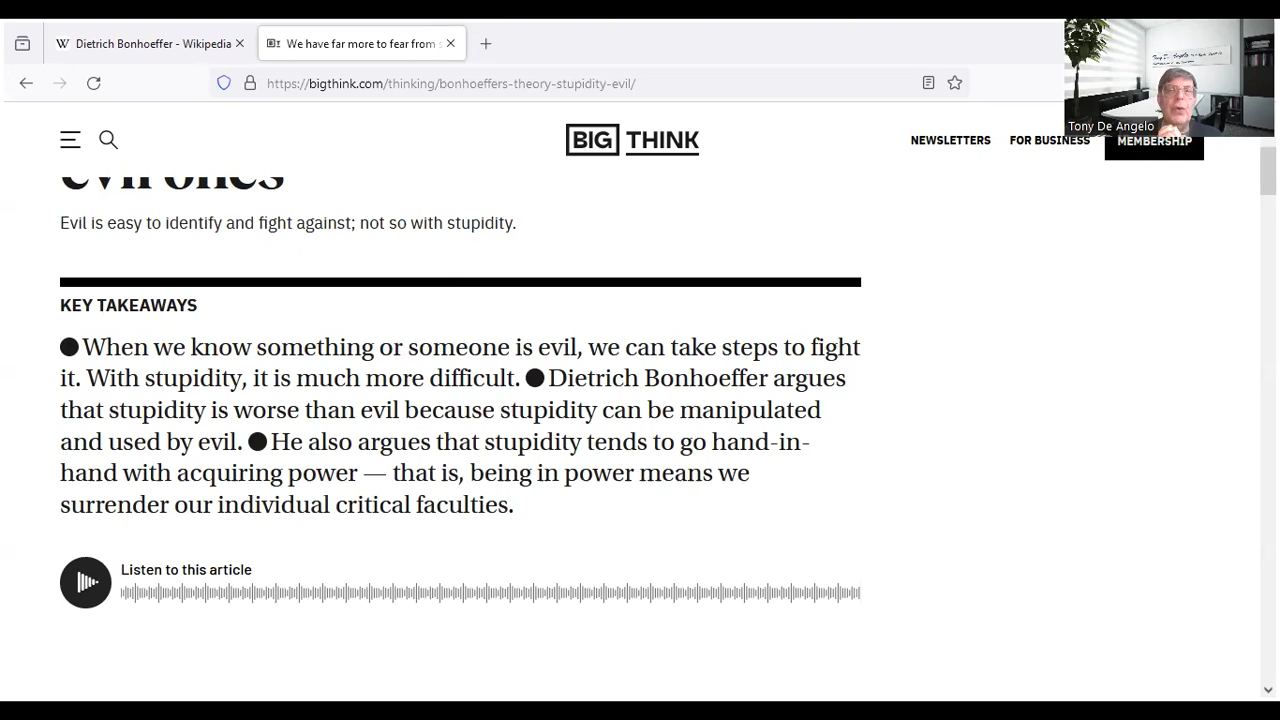 Dietrich Bonhoeffer - Wikipedia
We have far more to fear from s
https://bigthink.com/thinking/bonhoeffers-theory-stupidity-evil/
Tony De Angelo
BIG THINK
NEWSLETTERS
FOR BUSINESS
MEMBERSHIP
evil ones
Evil is easy to identify and fight against; not so with stupidity.
KEY TAKEAWAYS
● When we know something or someone is evil, we can take steps to fight
it. With stupidity, it is much more difficult. ● Dietrich Bonhoeffer argues
that stupidity is worse than evil because stupidity can be manipulated
and used by evil. ● He also argues that stupidity tends to go hand-in-
hand with acquiring power — that is, being in power means we
surrender our individual critical faculties.
Listen to this article